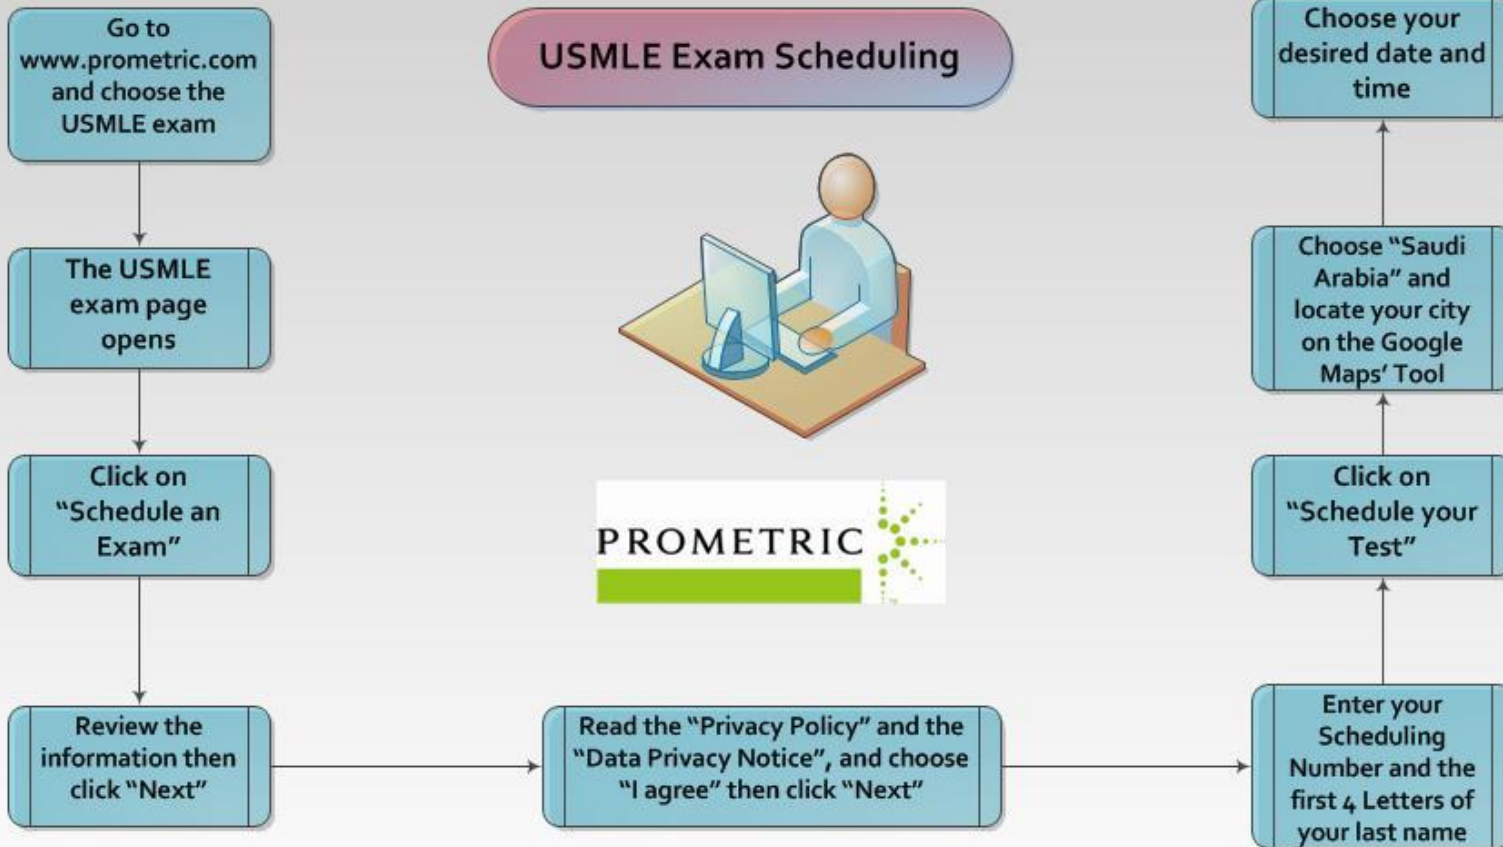 USMLE Exam Scheduling
Go to
www.prometric.com
and choose the
USMLE exam
The USMLE
exam page
opens
Click on
“Schedule an
Exam”
Review the
information then
click “Next”
Read the “Privacy Policy” and the
“Data Privacy Notice”, and choose
“I agree” then click “Next”
Enter your
Scheduling
Number and the
first 4 Letters of
your last name
Click on
“Schedule your
Test”
Choose “Saudi
Arabia” and
locate your city
on the Google
Maps’ Tool
Choose your
desired date and
time
PROMETRIC